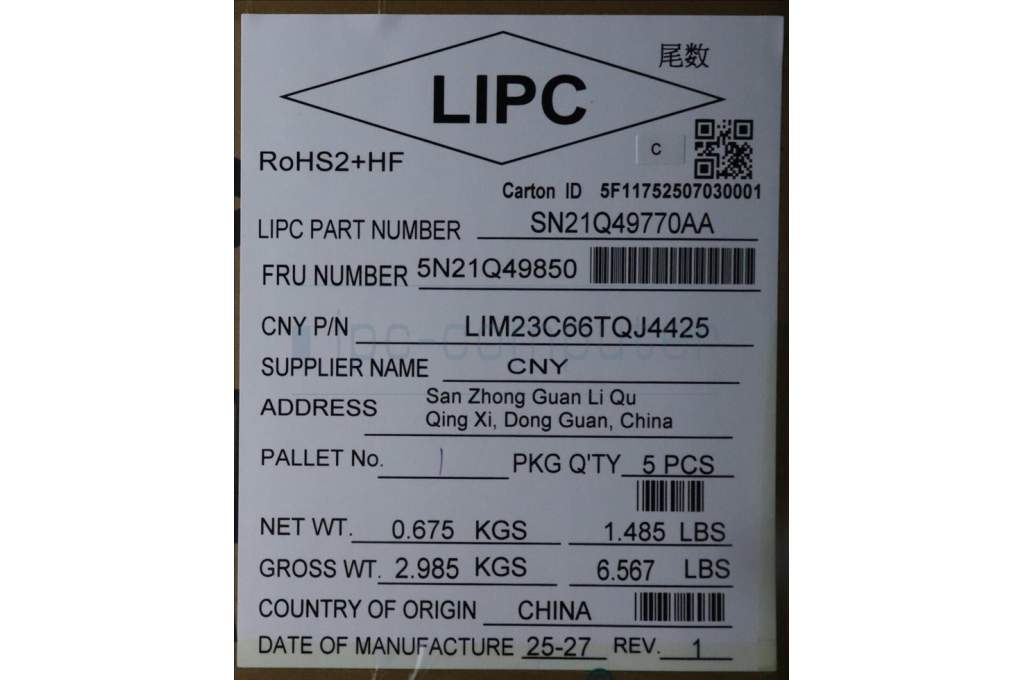 尾数
LIPC
C
RoHS2+HF
Carton ID 5F11752507030001
LIPC PART NUMBER SN21Q49770AA
FRU NUMBER 5N21Q49850
CNY P/N LIM23C66TQJ4425
ipc-computer
SUPPLIER NAME CNY
ADDRESS San Zhong Guan Li Qu
Qing Xi, Dong Guan, China
PALLET No. 1 PKG Q'TY 5 PCS
NET WT. 0.675 KGS 1.485 LBS
GROSS WT. 2.985 KGS 6.567 LBS
COUNTRY OF ORIGIN CHINA
DATE OF MANUFACTURE 25-27 REV. 1